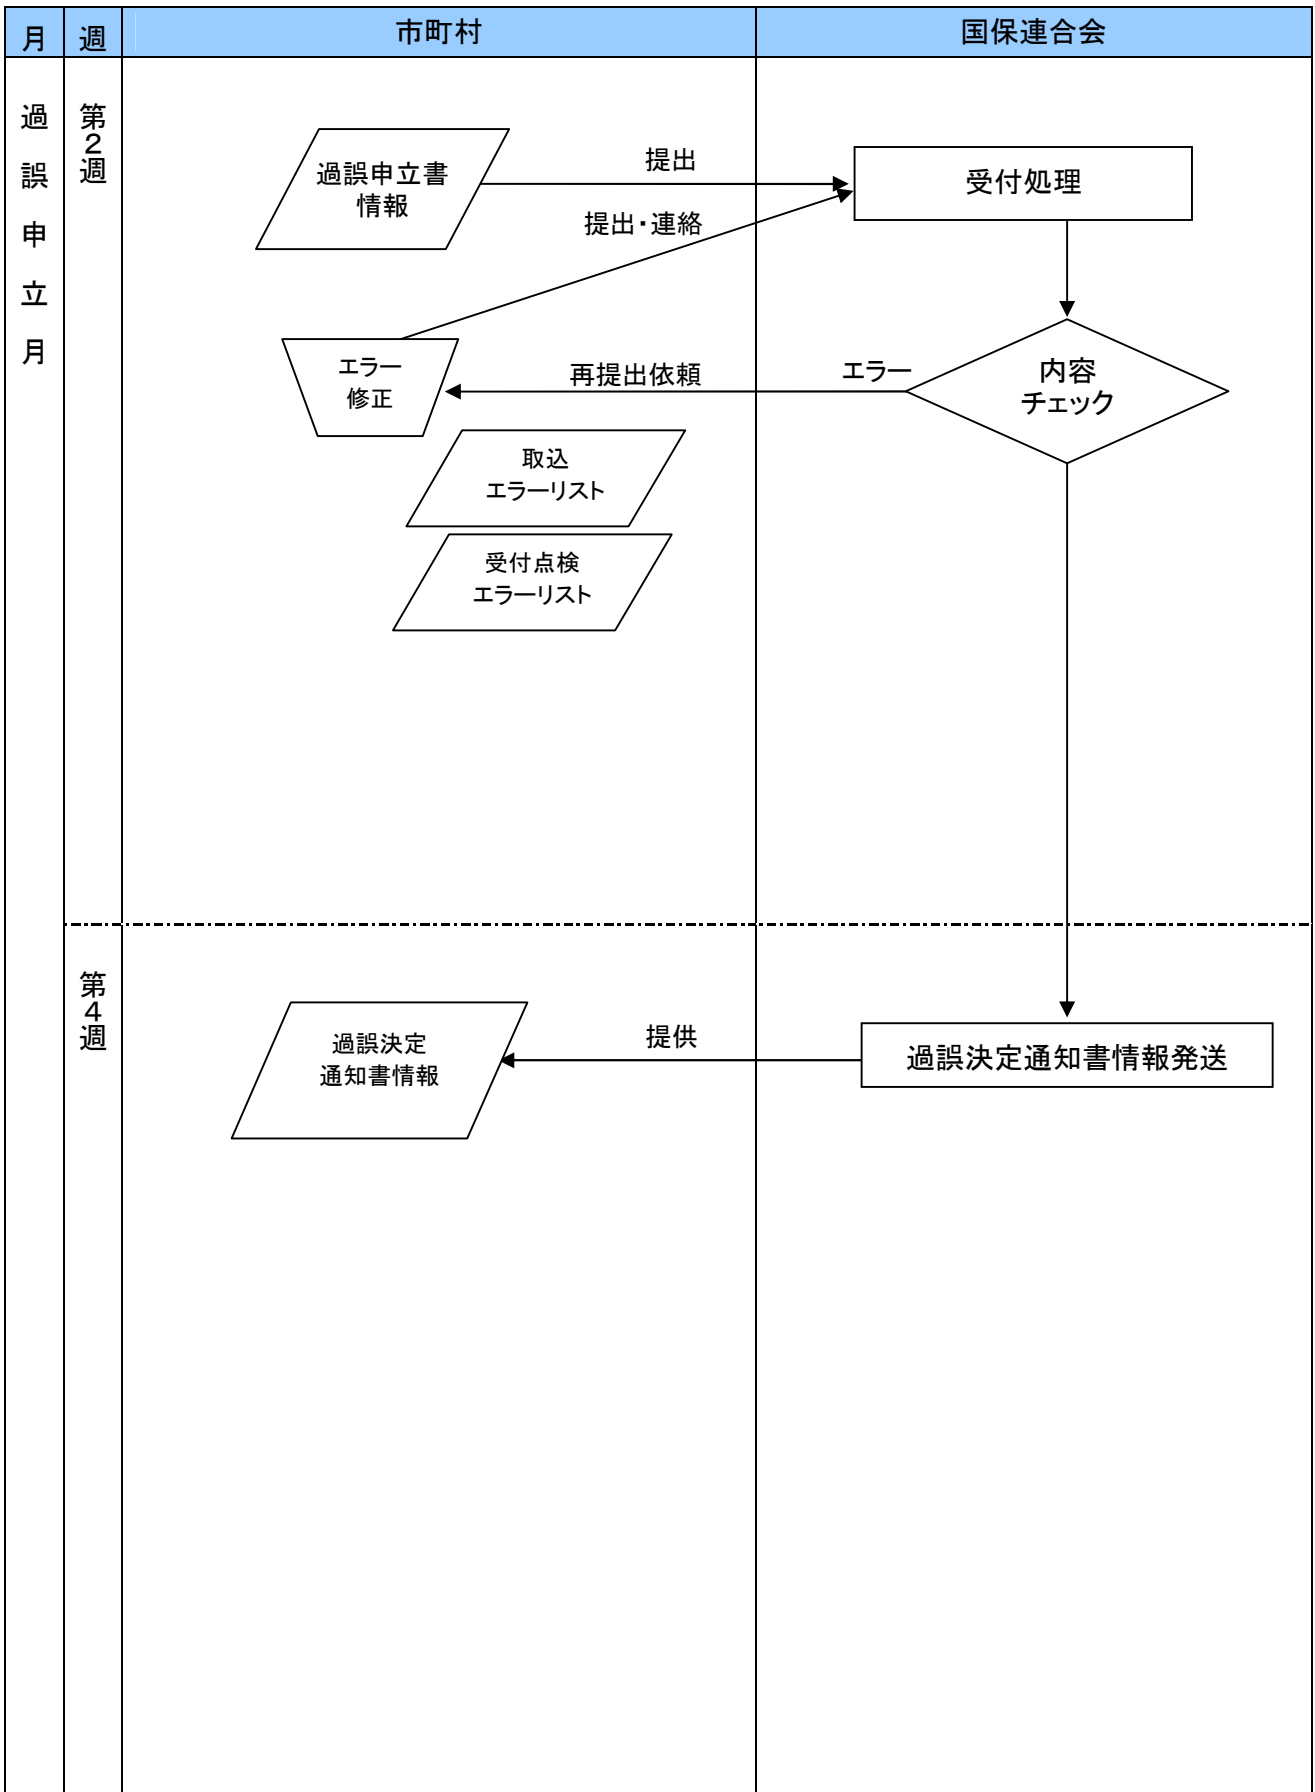 月
週
市町村
国保連合会
過誤申立月
第2週
過誤申立書
情報
提出
受付処理
提出・連絡
エラー
修正
再提出依頼
エラー
内容
チェック
取込
エラーリスト
受付点検
エラーリスト
第4週
過誤決定
通知書情報
提供
過誤決定通知書情報発送